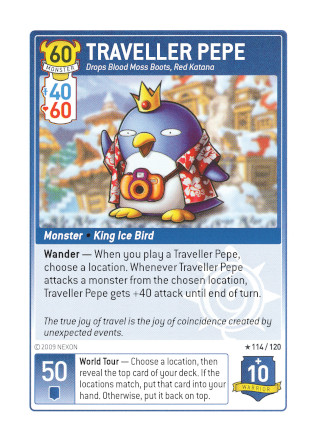 60
TRAVELLER PEPE
MONSTER
Drops Blood Moss Boots, Red Katana
40
60
Monster • King Ice Bird
Wander — When you play a Traveller Pepe,
choose a location. Whenever Traveller Pepe
attacks a monster from the chosen location,
Traveller Pepe gets +40 attack until end of turn.
The true joy of travel is the joy of coincidence created by
unexpected events.
©2009 NEXON
★114/120
50
World Tour — Choose a location, then
reveal the top card of your deck. If the
locations match, put that card into your
hand. Otherwise, put it back on top.
+
10
WARRIOR